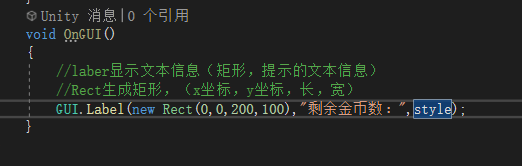 Unity 消息|0 个引用
void OnGUI()
{
//laber显示文本信息（矩形，提示的文本信息）
//Rect生成矩形，（x坐标，y坐标，长，宽）
GUI.Label(new Rect(0,0,200,100),"剩余金币数：",style);
}